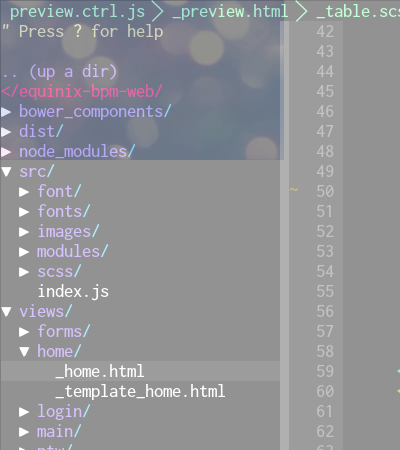 preview.ctrl.js > _preview.html > _table.scs
" Press ? for help
.. (up a dir)
</equinix-bpm-web/
▶ bower_components/
▶ dist/
▶ node_modules/
▼ src/
▶ font/
▶ fonts/
▶ images/
▶ modules/
▶ scss/
index.js
▼ views/
▶ forms/
▼ home/
_home.html
_template_home.html
▶ login/
▶ main/
42
43
44
45
46
47
48
49
~ 50
51
52
53
54
55
56
57
58
59
60
61
62